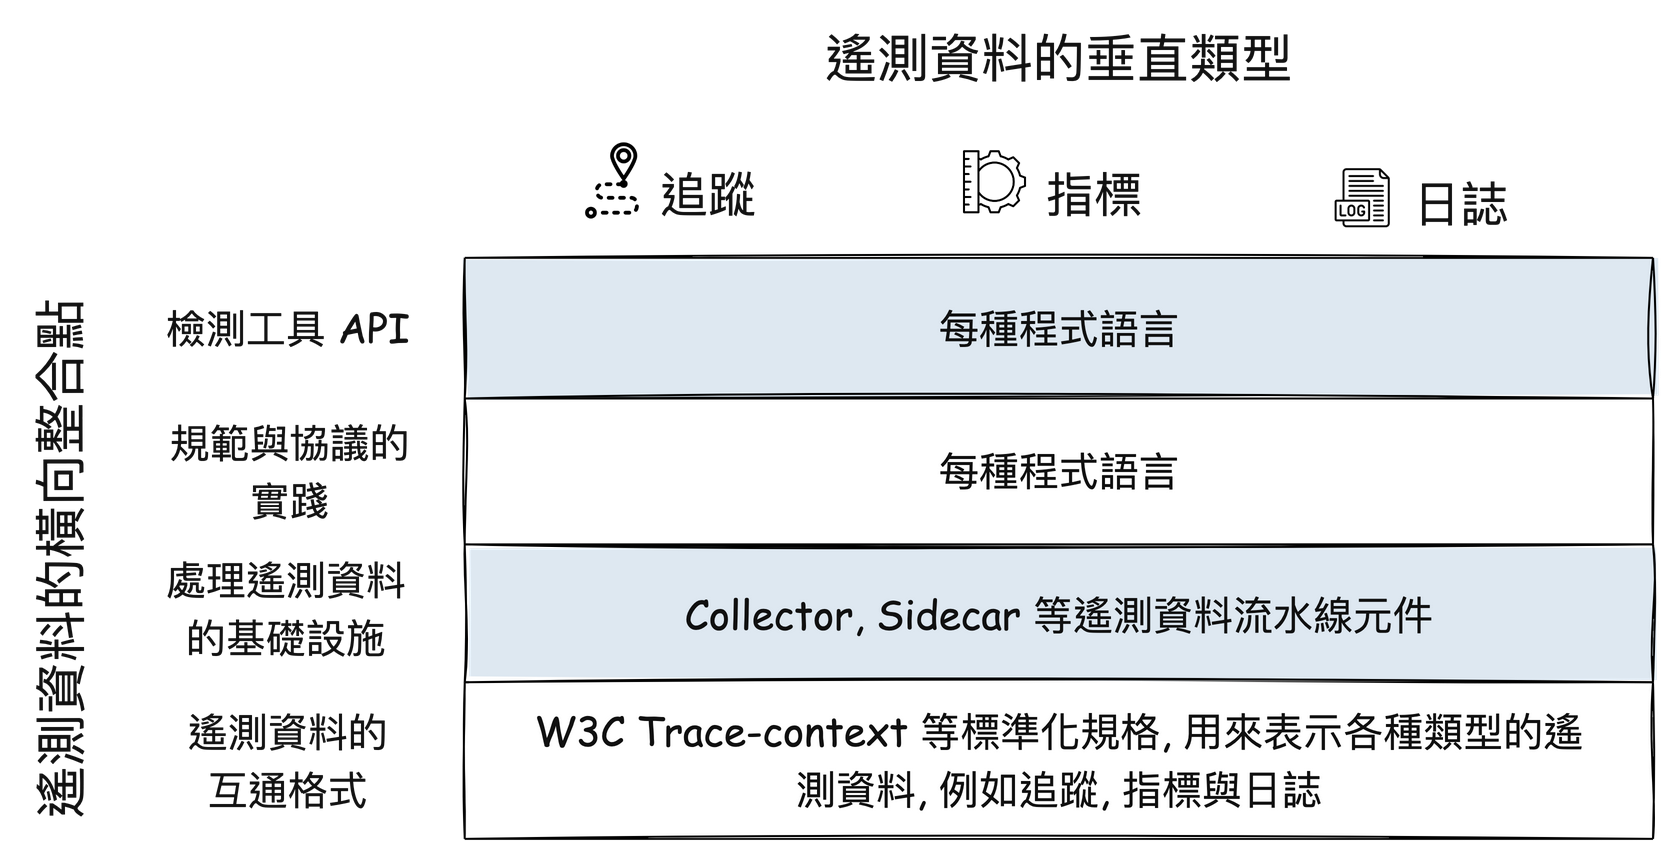 遙測資料的垂直類型
追蹤
指標
LOG
日誌
遙測資料的橫向整合點
檢測工具 API
每種程式語言
規範與協議的
實踐
每種程式語言
處理遙測資料
的基礎設施
Collector, Sidecar 等遙測資料流水線元件
遙測資料的
互通格式
W3C Trace-context 等標準化規格, 用來表示各種類型的遙
測資料, 例如追蹤, 指標與日誌